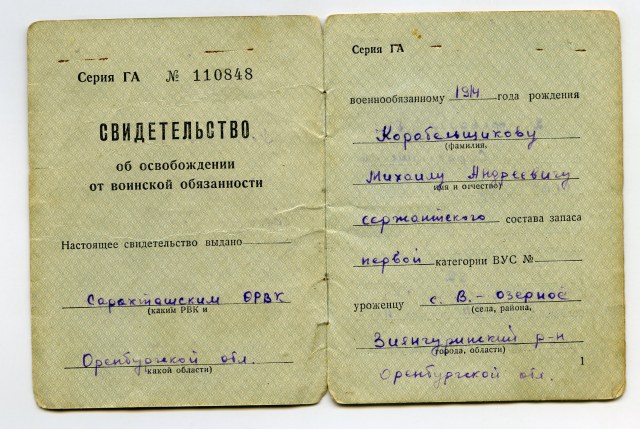 Серия ГА № 110848
СВИДЕТЕЛЬСТВО
об освобождении
от воинской обязанности
Настоящее свидетельство выдано
Саракташским ОРВК
(каким РВК и
Оренбургской обл.
какой области)
Серия ГА
военнообязанному 1914 года рождения
Корабельщикову
(фамилия,
Михаилу Андреевичу
имя и отчество)
сержантского состава запаса
первой категории ВУС №
уроженцу с. В.-озерное
(села, района,
Зиянчуринский р-н
города, области)
Оренбургской обл.
1